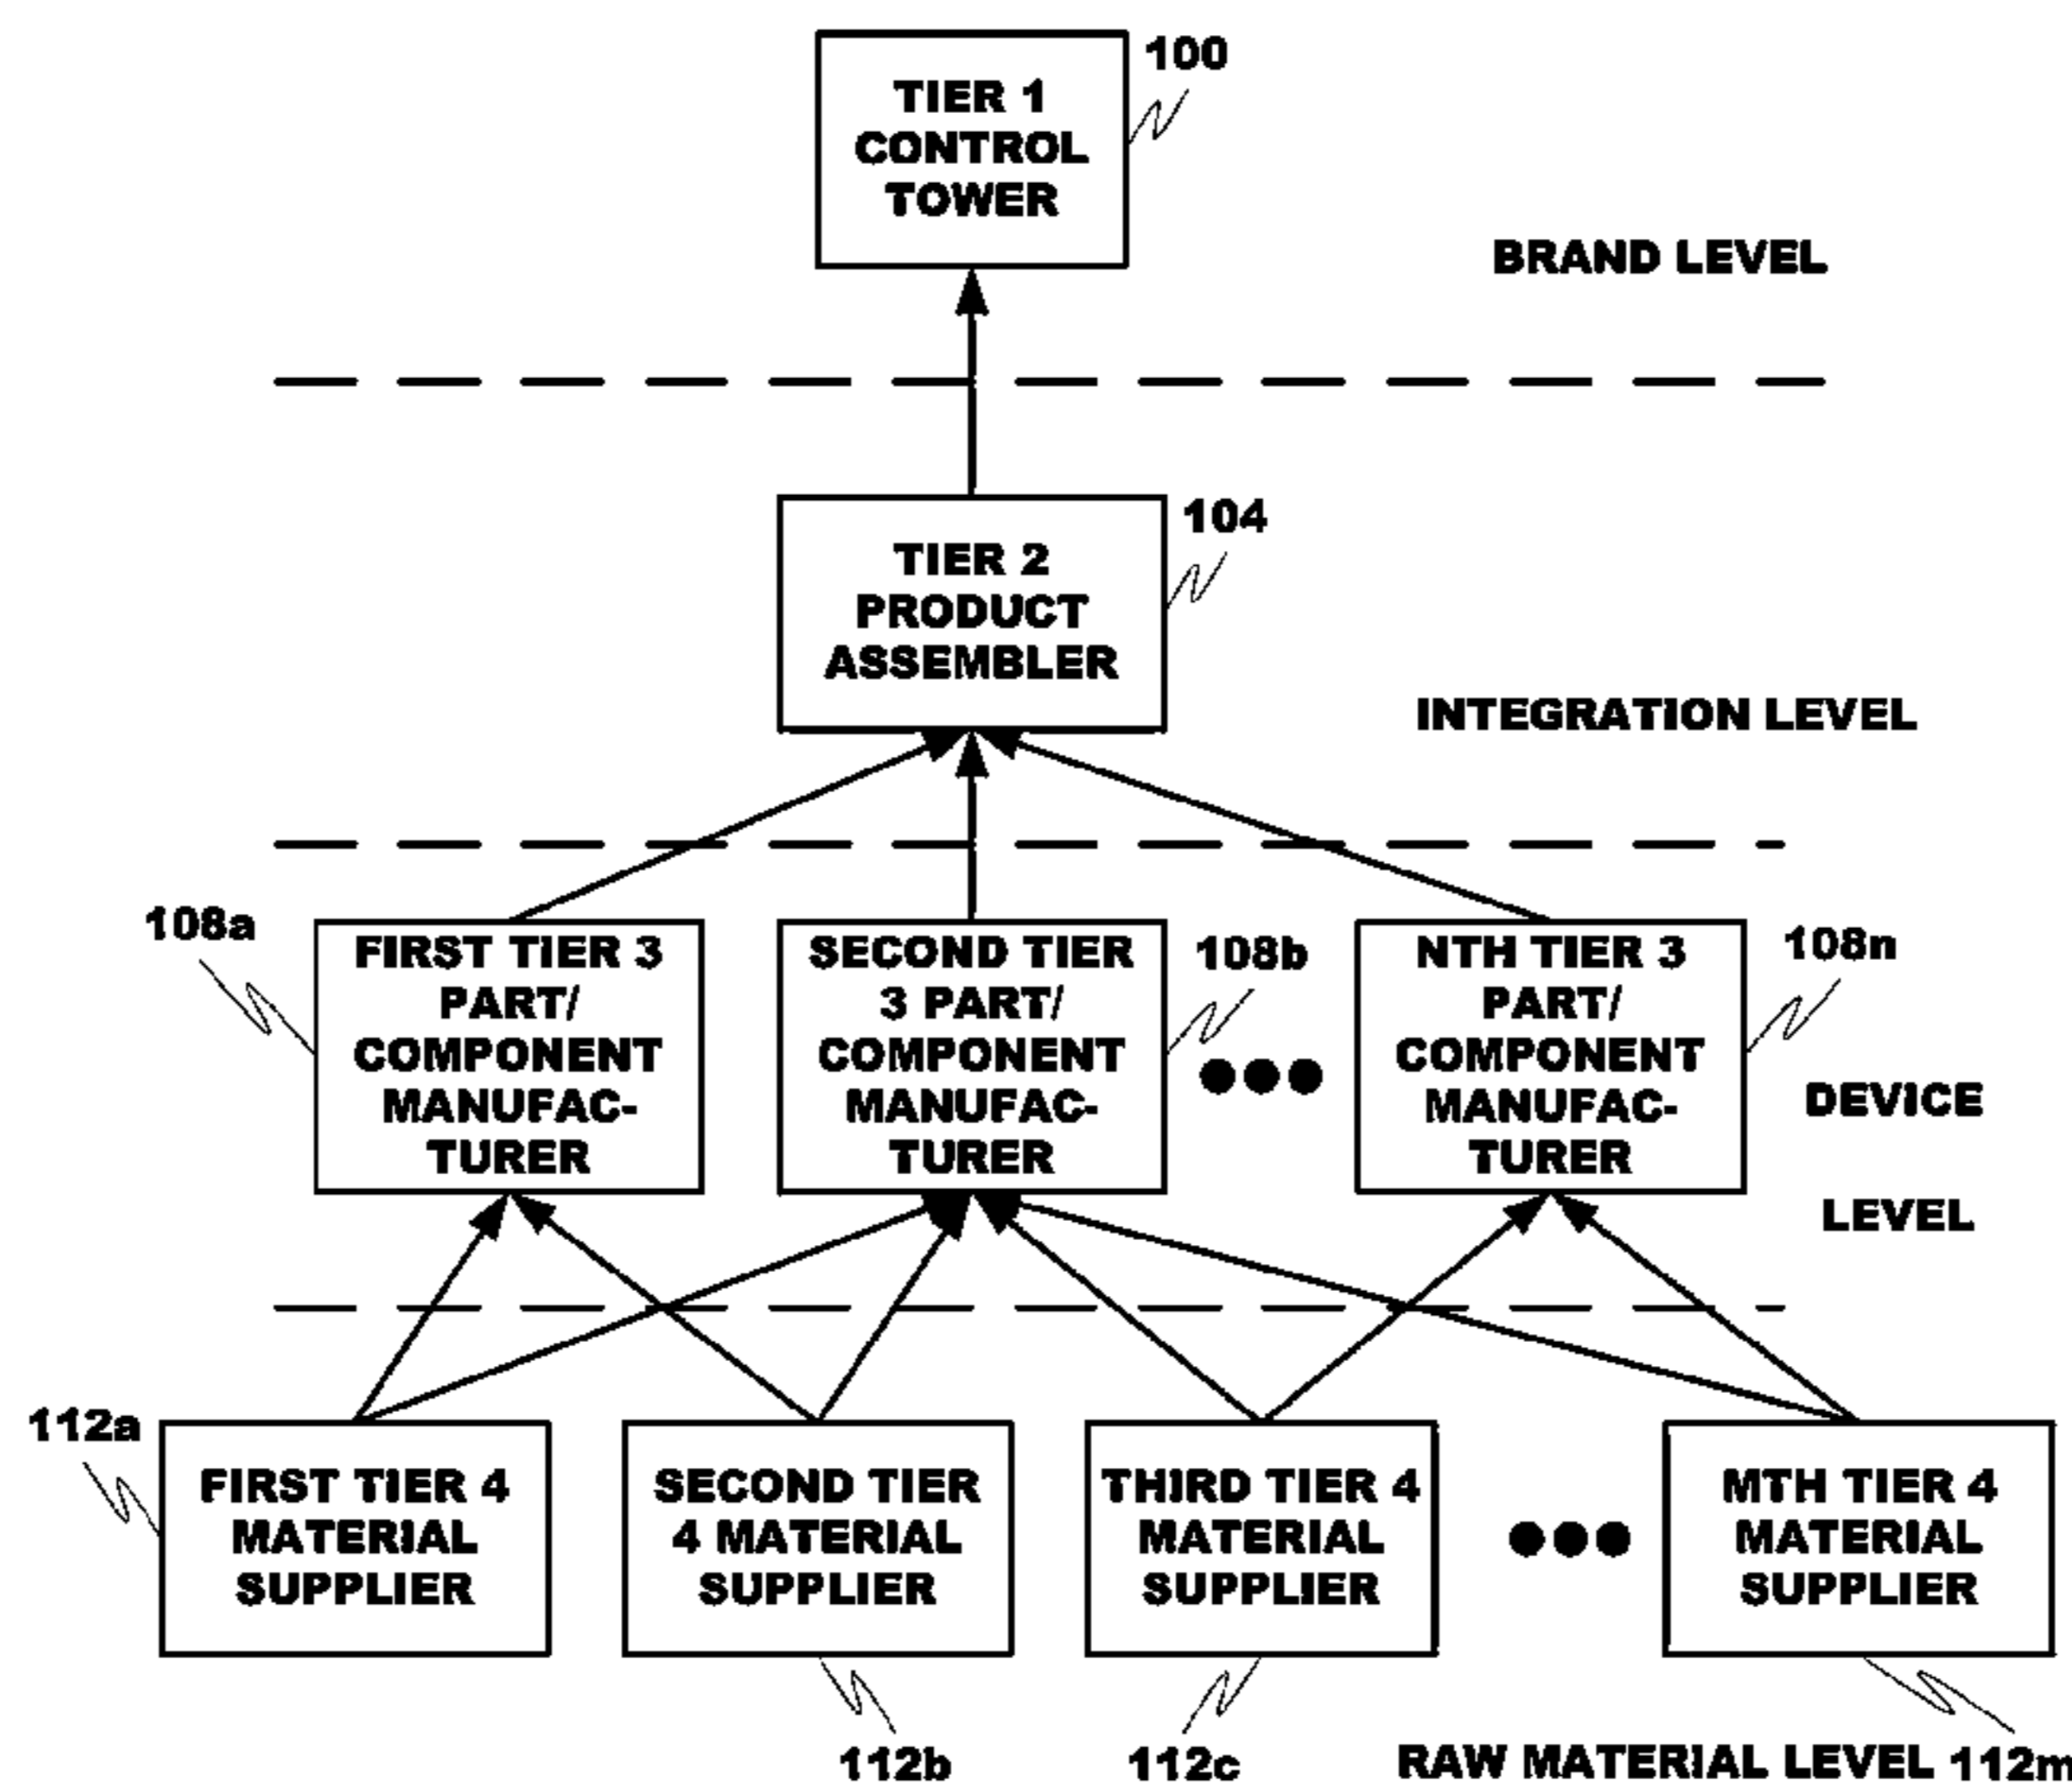 100
TIER 1
CONTROL
TOWER
BRAND LEVEL
104
TIER 2
PRODUCT
ASSEMBLER
INTEGRATION LEVEL
108a
FIRST TIER 3
PART/
COMPONENT
MANUFAC-
TURER
SECOND TIER
3 PART/
COMPONENT
MANUFAC-
TURER
108b
NTH TIER 3
PART/
COMPONENT
MANUFAC-
TURER
108n
DEVICE
LEVEL
112a
FIRST TIER 4
MATERIAL
SUPPLIER
SECOND TIER
4 MATERIAL
SUPPLIER
THIRD TIER 4
MATERIAL
SUPPLIER
MTH TIER 4
MATERIAL
SUPPLIER
112b
112c
RAW MATERIAL LEVEL
112m